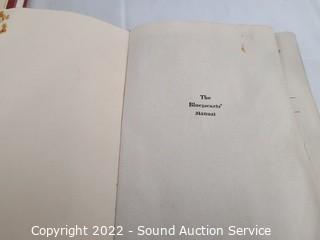 The
Bluejackets'
Manual
Copyright 2022 - Sound Auction Service